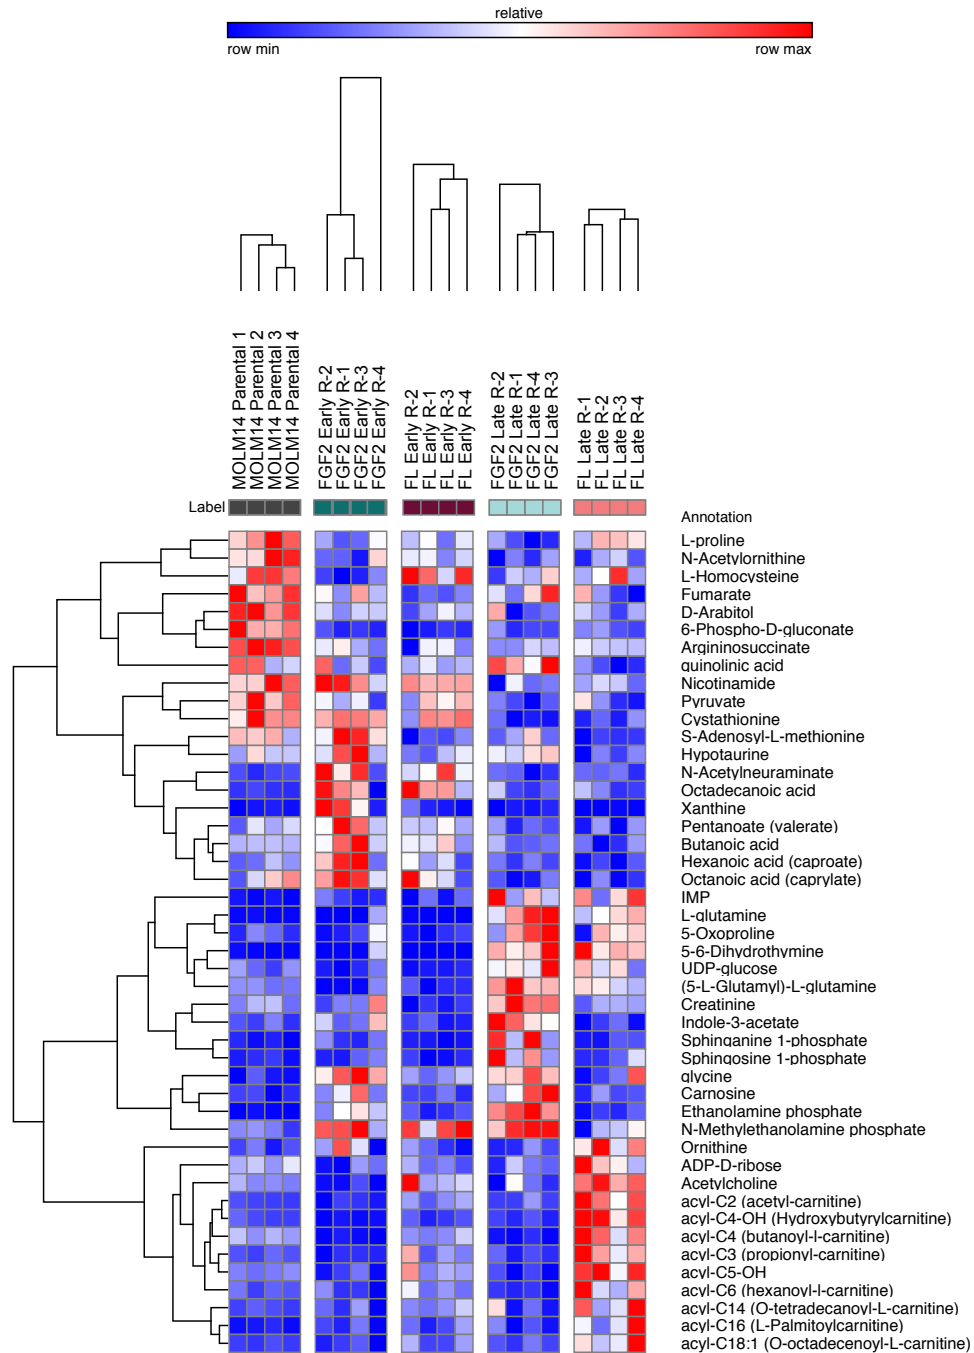 relative
row min
row max
MOLM14 Parental 1
MOLM14 Parental 2
MOLM14 Parental 3
MOLM14 Parental 4
FGF2 Early R-2
FGF2 Early R-1
FGF2 Early R-3
FGF2 Early R-4
FL Early R-2
FL Early R-1
FL Early R-3
FL Early R-4
FGF2 Late R-2
FGF2 Late R-1
FGF2 Late R-4
FGF2 Late R-3
FL Late R-1
FL Late R-2
FL Late R-3
FL Late R-4
Label
Annotation
L-proline
N-Acetylornithine
L-Homocysteine
Fumarate
D-Arabitol
6-Phospho-D-gluconate
Argininosuccinate
quinolinic acid
Nicotinamide
Pyruvate
Cystathionine
S-Adenosyl-L-methionine
Hypotaurine
N-Acetylneuraminate
Octadecanoic acid
Xanthine
Pentanoate (valerate)
Butanoic acid
Hexanoic acid (caproate)
Octanoic acid (caprylate)
IMP
L-glutamine
5-Oxoproline
5-6-Dihydrothymine
UDP-glucose
(5-L-Glutamyl)-L-glutamine
Creatinine
Indole-3-acetate
Sphinganine 1-phosphate
Sphingosine 1-phosphate
glycine
Carnosine
Ethanolamine phosphate
N-Methylethanolamine phosphate
Ornithine
ADP-D-ribose
Acetylcholine
acyl-C2 (acetyl-carnitine)
acyl-C4-OH (Hydroxybutyrylcarnitine)
acyl-C4 (butanoyl-l-carnitine)
acyl-C3 (propionyl-carnitine)
acyl-C5-OH
acyl-C6 (hexanoyl-l-carnitine)
acyl-C14 (O-tetradecanoyl-L-carnitine)
acyl-C16 (L-Palmitoylcarnitine)
acyl-C18:1 (O-octadecenoyl-L-carnitine)